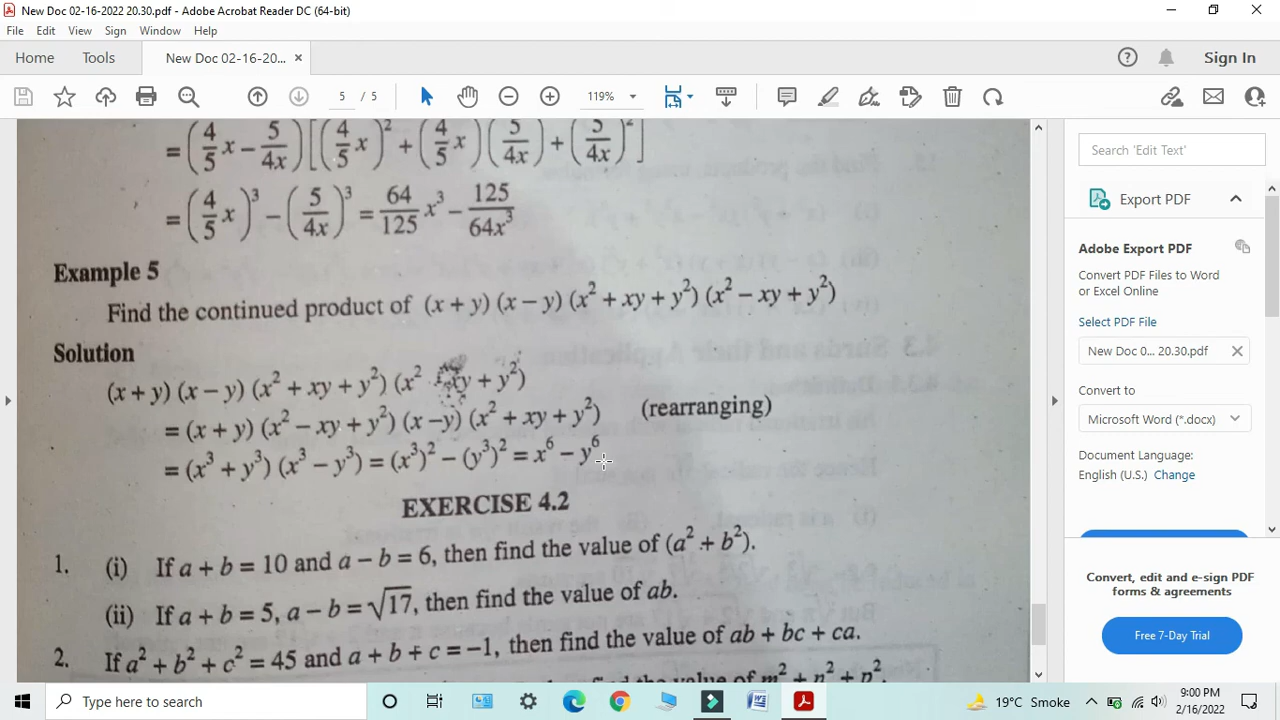 New Doc 02-16-2022 20.30.pdf - Adobe Acrobat Reader DC (64-bit)
File Edit View Sign Window Help
Home Tools New Doc 02-16-20... × Sign In
5 / 5 119%
= (4/5 x − 5/4x) [(4/5 x)² + (4/5 x) (5/4x) + (5/4x)²]
= (4/5 x)³ − (5/4x)³ = 64/125 x³ − 125/64x³
Example 5
Find the continued product of (x + y) (x − y) (x² + xy + y²) (x² − xy + y²)
Solution
(x + y) (x − y) (x² + xy + y²) (x² xy + y²)
= (x + y) (x² − xy + y²) (x −y) (x² + xy + y²) (rearranging)
= (x³ + y³) (x³ − y³) = (x³)² − (y³)² = x⁶ − y⁶
EXERCISE 4.2
1. (i) If a + b = 10 and a − b = 6, then find the value of (a² + b²).
(ii) If a + b = 5, a − b = √17, then find the value of ab.
2. If a² + b² + c² = 45 and a + b + c = −1, then find the value of ab + bc + ca.
the value of m² + n² + p².
Search 'Edit Text'
Export PDF
Adobe Export PDF
Convert PDF Files to Word
or Excel Online
Select PDF File
New Doc 0... 20.30.pdf
Convert to
Microsoft Word (*.docx)
Document Language:
English (U.S.) Change
Convert, edit and e-sign PDF
forms & agreements
Free 7-Day Trial
Type here to search
19°C Smoke
9:00 PM
2/16/2022